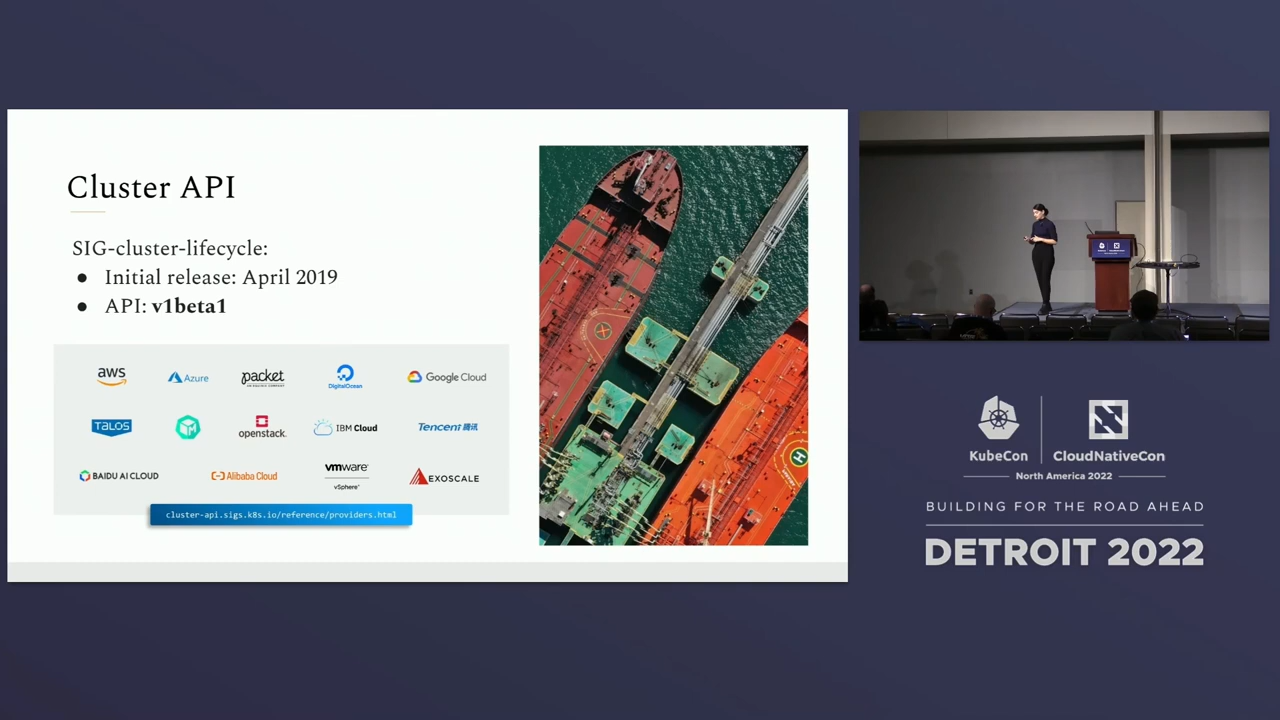 Cluster API
SIG-cluster-lifecycle:
● Initial release: April 2019
● API: v1beta1
aws
Azure
packet
DigitalOcean
Google Cloud
TALOS
openstack.
IBM Cloud
Tencent 腾讯
BAIDU AI CLOUD
Alibaba Cloud
vmware
vSphere
EXOSCALE
cluster-api.sigs.k8s.io/reference/providers.html
H
KubeCon
CloudNativeCon
North America 2022
BUILDING FOR THE ROAD AHEAD
DETROIT 2022